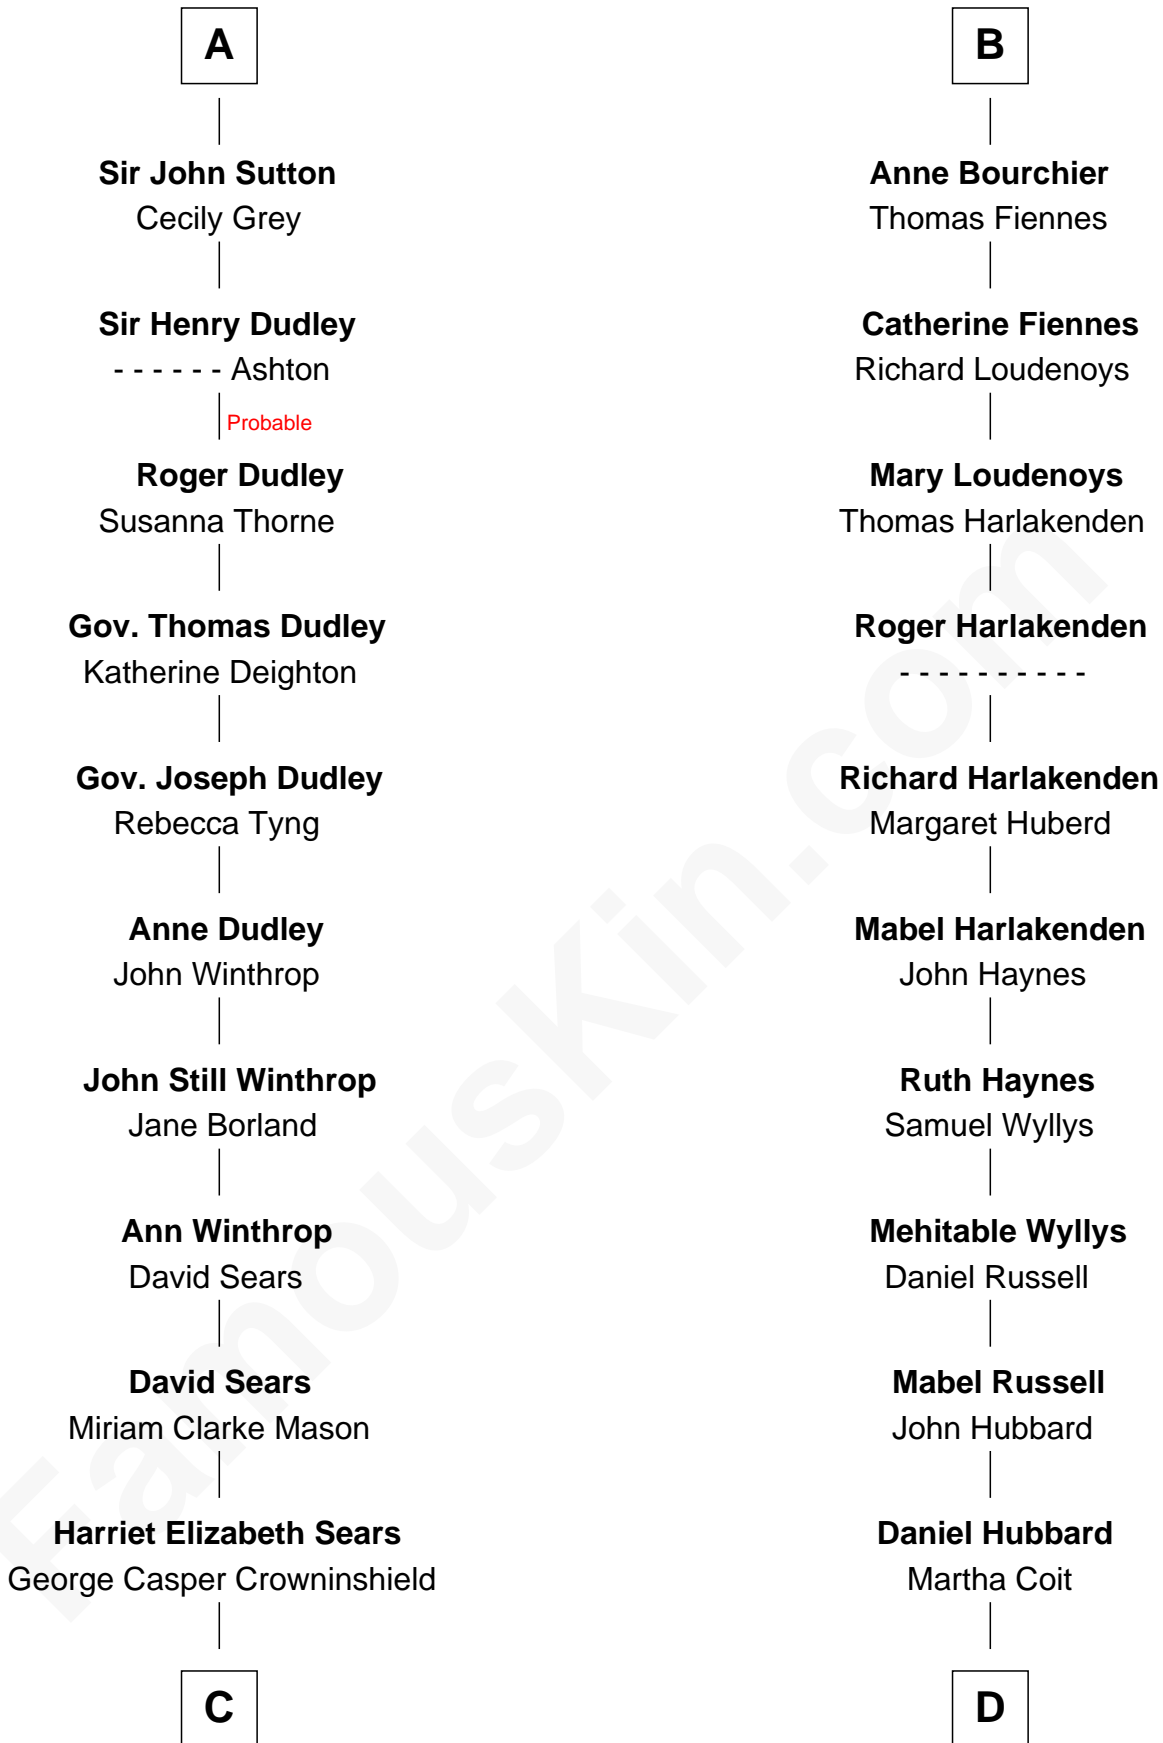 A
Sir John Sutton
Cecily Grey
Sir Henry Dudley
- - - - - - Ashton
Probable
Roger Dudley
Susanna Thorne
Gov. Thomas Dudley
Katherine Deighton
Gov. Joseph Dudley
Rebecca Tyng
Anne Dudley
John Winthrop
John Still Winthrop
Jane Borland
Ann Winthrop
David Sears
David Sears
Miriam Clarke Mason
Harriet Elizabeth Sears
George Casper Crowninshield
C
B
Anne Bourchier
Thomas Fiennes
Catherine Fiennes
Richard Loudenoys
Mary Loudenoys
Thomas Harlakenden
Roger Harlakenden
- - - - - - - - - -
Richard Harlakenden
Margaret Huberd
Mabel Harlakenden
John Haynes
Ruth Haynes
Samuel Wyllys
Mehitable Wyllys
Daniel Russell
Mabel Russell
John Hubbard
Daniel Hubbard
Martha Coit
D
FamousKin.com